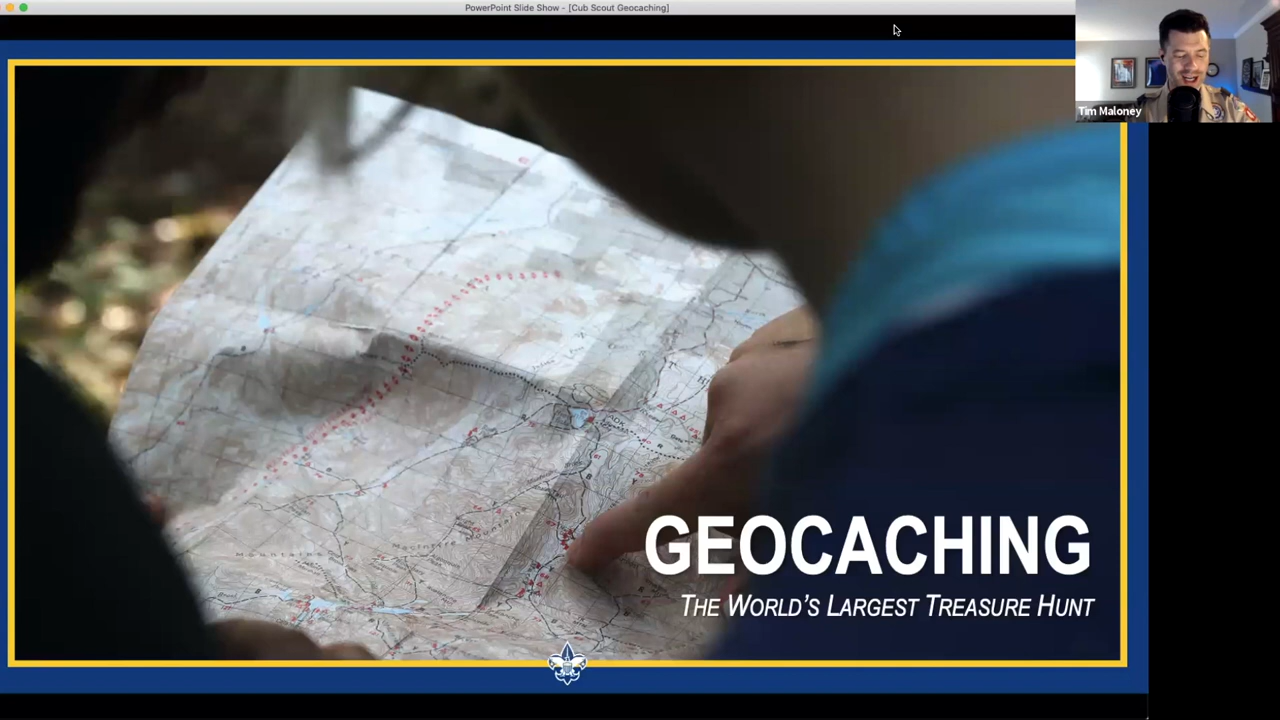 PowerPoint Slide Show - [Cub Scout Geocaching]
Tim Maloney
GEOCACHING
THE WORLD'S LARGEST TREASURE HUNT